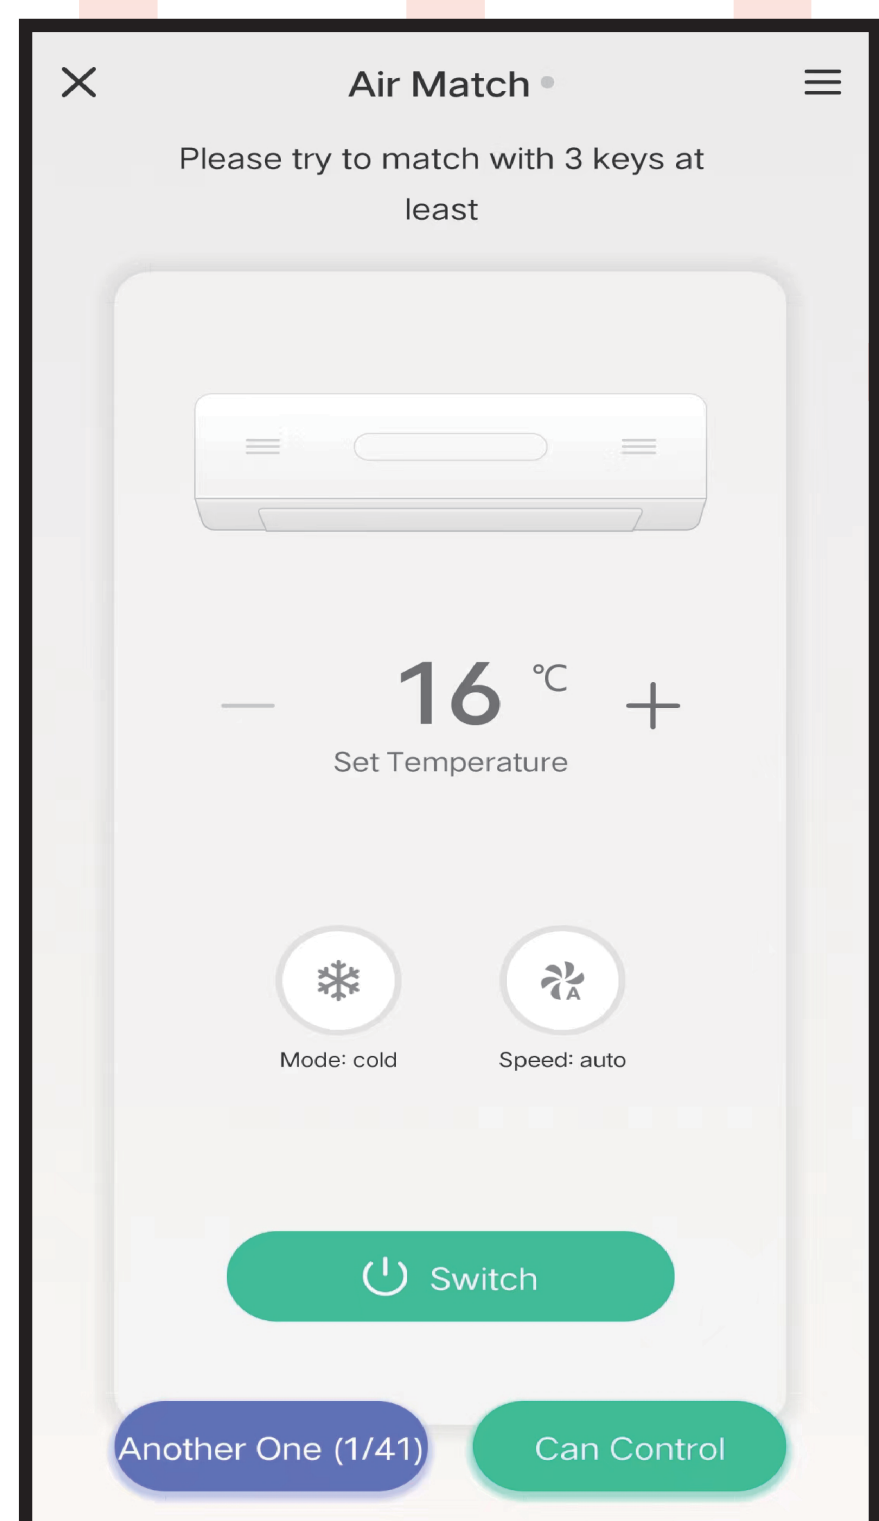 Air Match
Please try to match with 3 keys at
least
16 ℃
Set Temperature
A
Mode: cold
Speed: auto
Switch
Another One (1/41)
Can Control